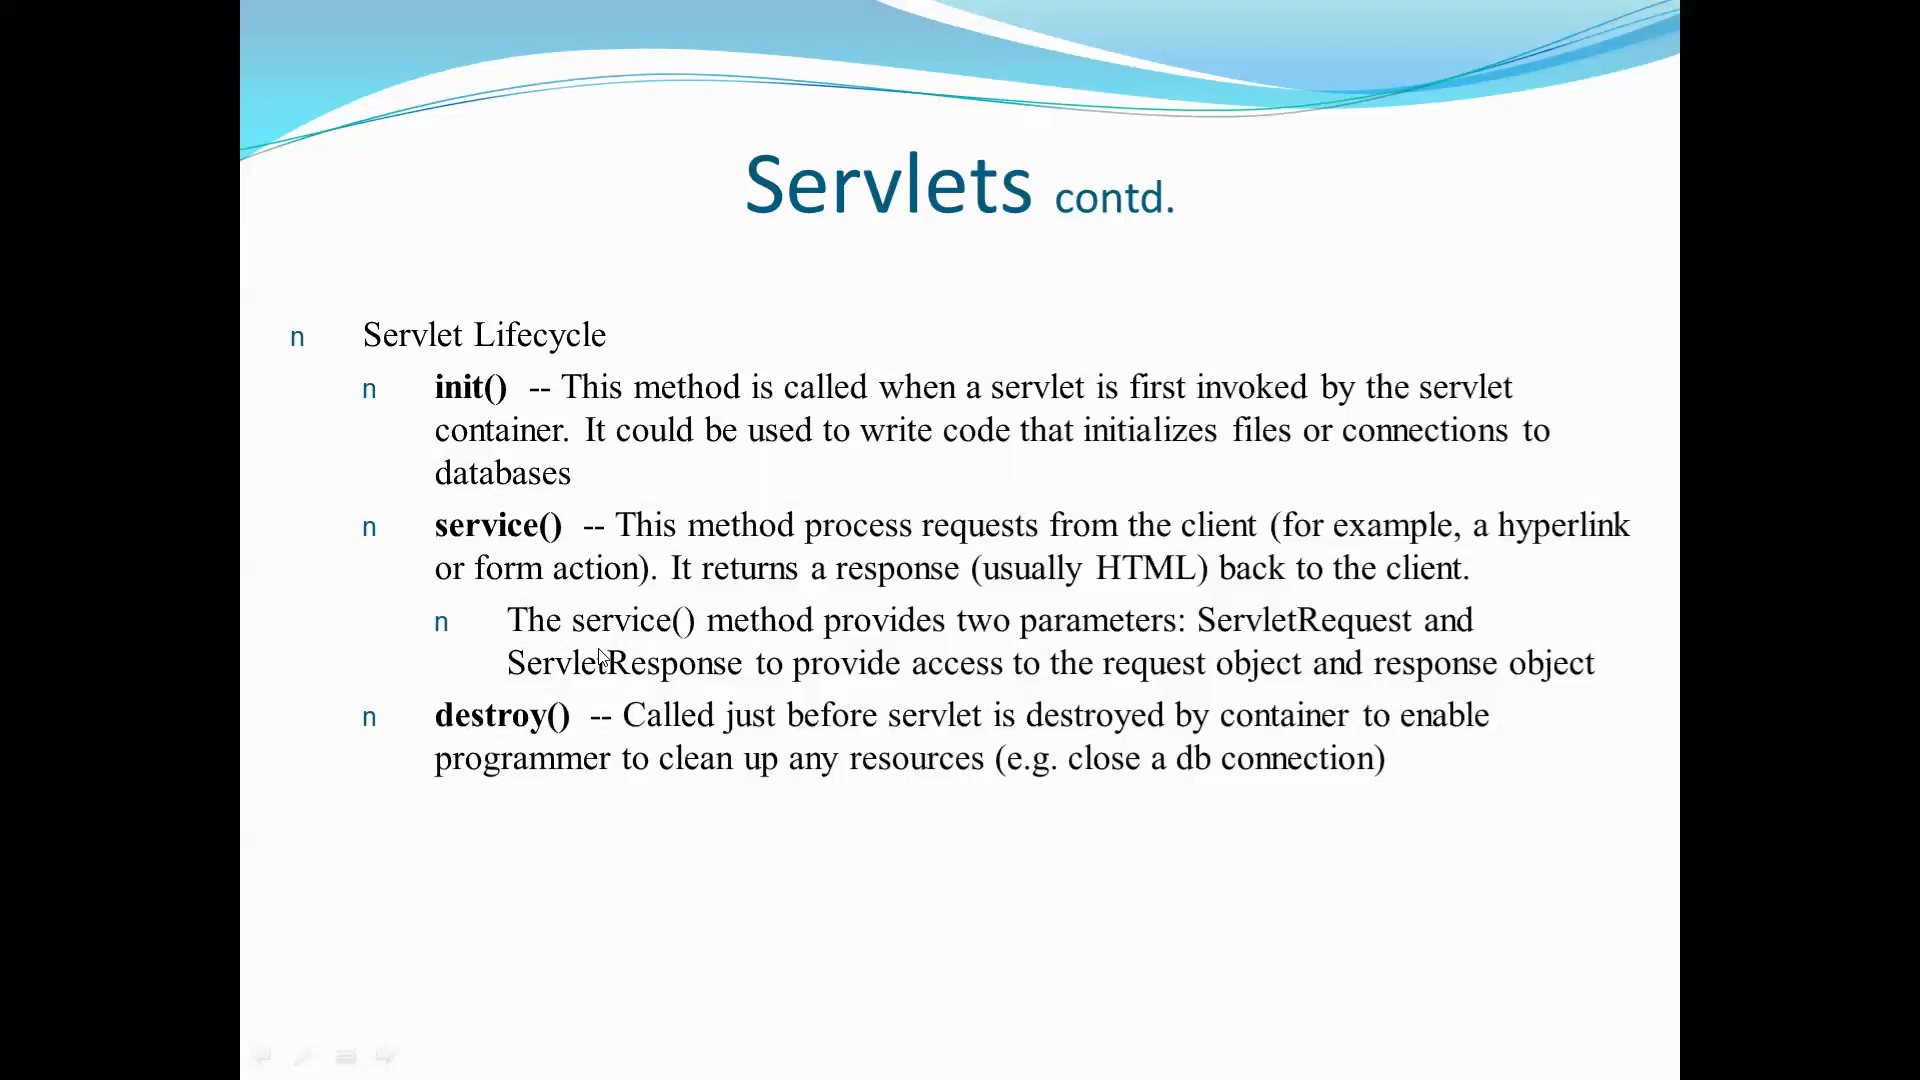 Servlets contd.
n Servlet Lifecycle
n init() -- This method is called when a servlet is first invoked by the servlet
container. It could be used to write code that initializes files or connections to
databases
n service() -- This method process requests from the client (for example, a hyperlink
or form action). It returns a response (usually HTML) back to the client.
n The service() method provides two parameters: ServletRequest and
ServletResponse to provide access to the request object and response object
n destroy() -- Called just before servlet is destroyed by container to enable
programmer to clean up any resources (e.g. close a db connection)